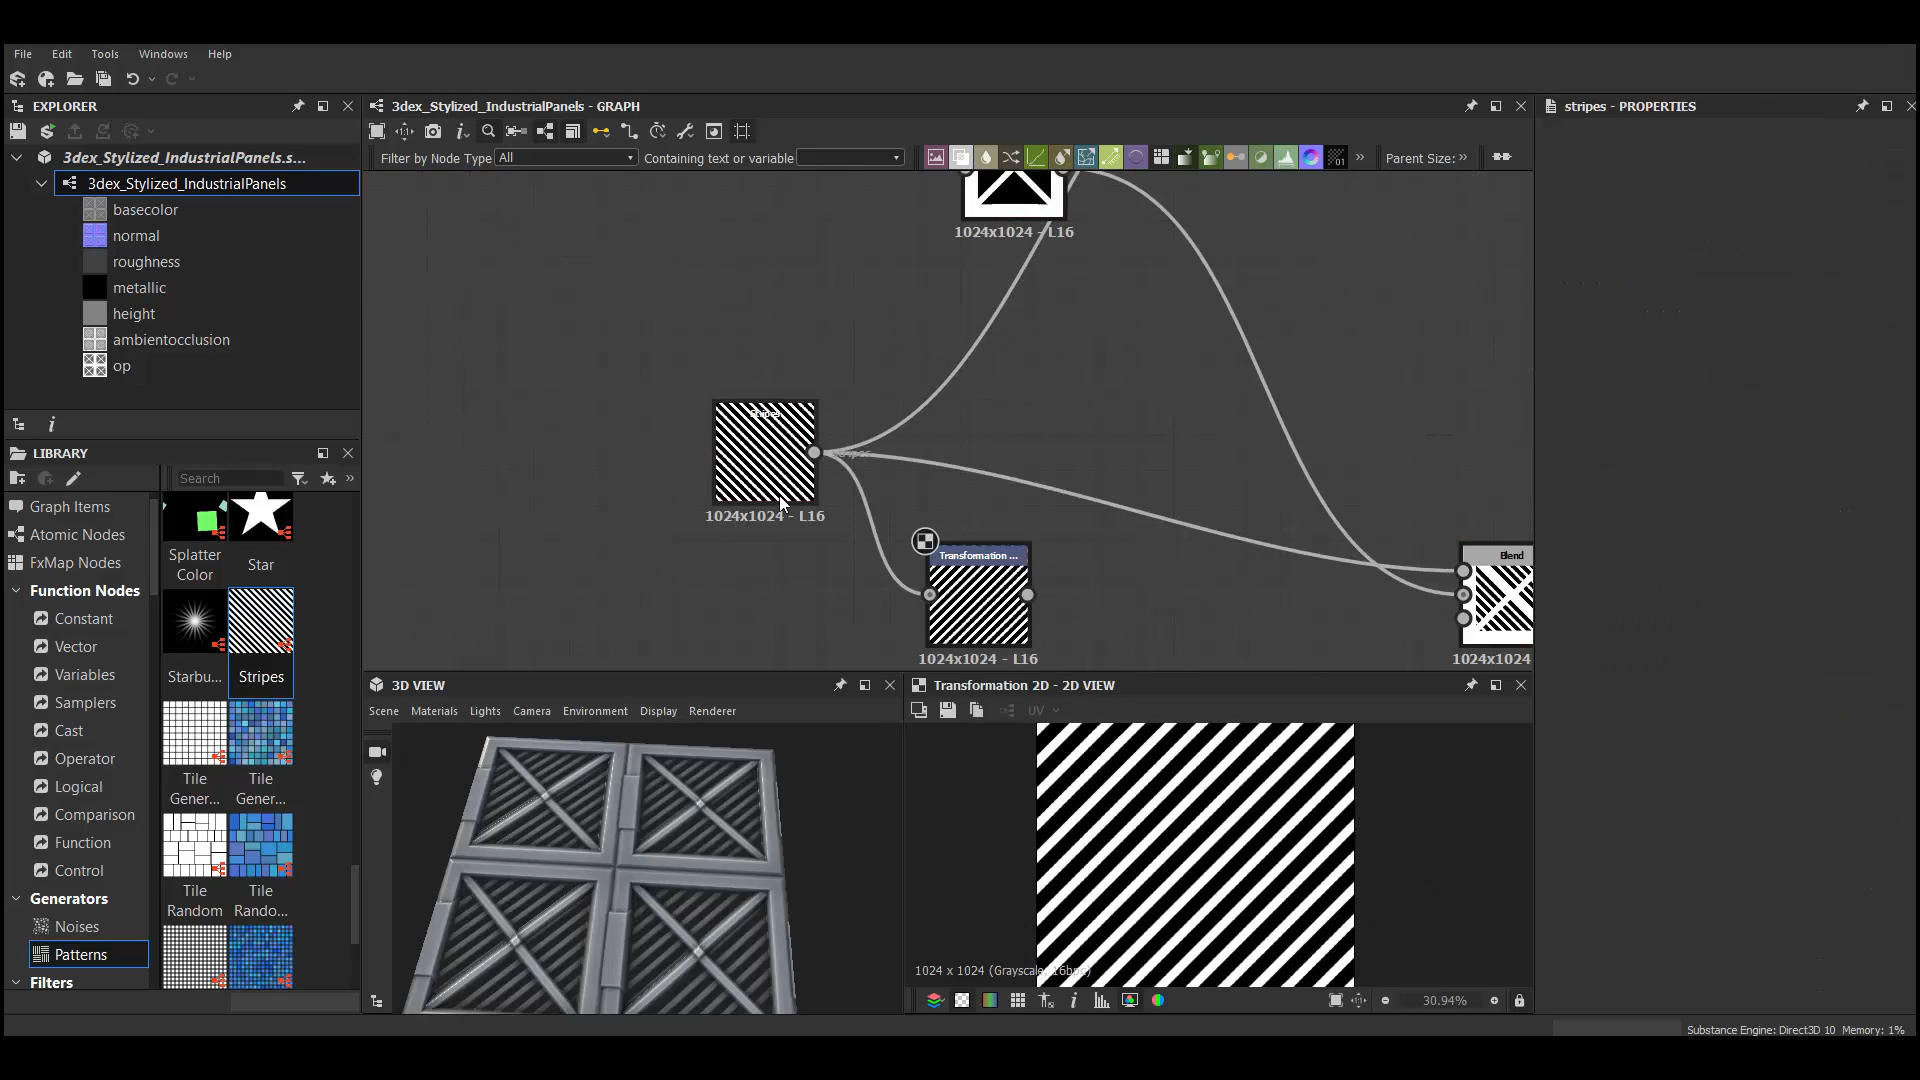 File Edit Tools Windows Help
EXPLORER
3dex_Stylized_IndustrialPanels.s...
3dex_Stylized_IndustrialPanels
basecolor
normal
roughness
metallic
height
ambientocclusion
op
LIBRARY
Search
Graph Items
Atomic Nodes
FxMap Nodes
Function Nodes
Constant
Vector
Variables
Samplers
Cast
Operator
Logical
Comparison
Function
Control
Generators
Noises
Patterns
Filters
Splatter Color
Star
Starbu...
Stripes
Tile Gener...
Tile Gener...
Tile Random
Tile Rando...
3dex_Stylized_IndustrialPanels - GRAPH
Filter by Node Type All Containing text or variable
Parent Size:
1024x1024 - L16
Stripes
1024x1024 - L16
Transformation ...
1024x1024 - L16
Blend
1024x1024
3D VIEW
Scene Materials Lights Camera Environment Display Renderer
Transformation 2D - 2D VIEW
UV
1024 x 1024 (Grayscale, 16bpc)
30.94%
stripes - PROPERTIES
Substance Engine: Direct3D 10 Memory: 1%